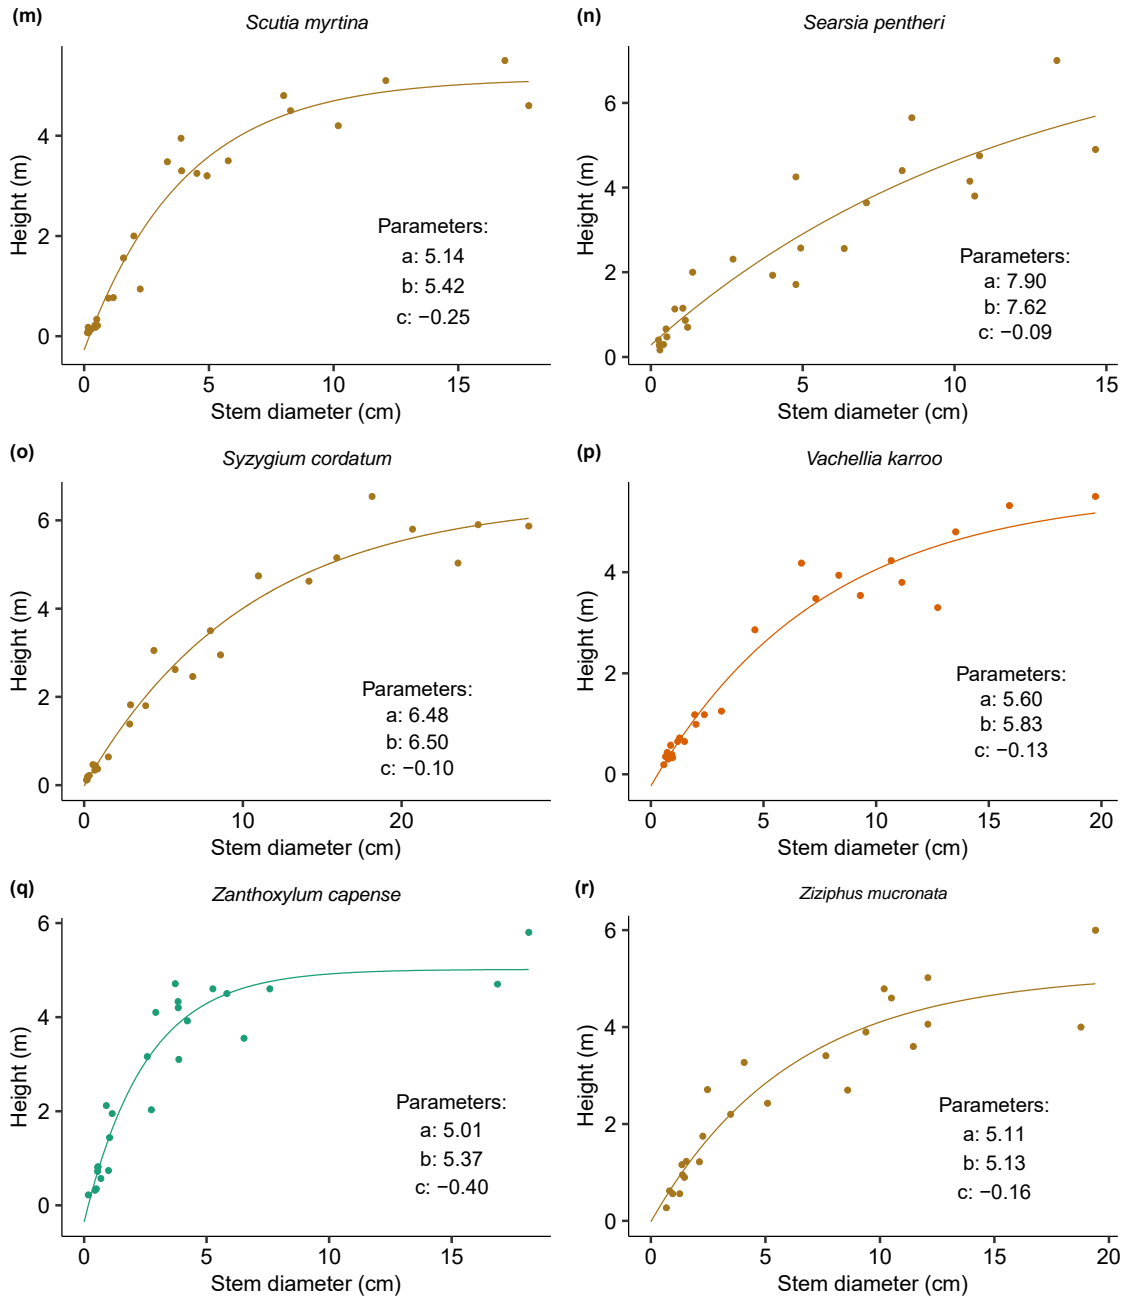 (m)
Scutia myrtina
Height (m)
4
2
0
Parameters:
a: 5.14
b: 5.42
c: −0.25
0 5 10 15
Stem diameter (cm)
(n)
Searsia pentheri
Height (m)
6
4
2
0
Parameters:
a: 7.90
b: 7.62
c: −0.09
0 5 10 15
Stem diameter (cm)
(o)
Syzygium cordatum
Height (m)
6
4
2
0
Parameters:
a: 6.48
b: 6.50
c: −0.10
0 10 20
Stem diameter (cm)
(p)
Vachellia karroo
Height (m)
4
2
0
Parameters:
a: 5.60
b: 5.83
c: −0.13
0 5 10 15 20
Stem diameter (cm)
(q)
Zanthoxylum capense
Height (m)
6
4
2
0
Parameters:
a: 5.01
b: 5.37
c: −0.40
0 5 10 15
Stem diameter (cm)
(r)
Ziziphus mucronata
Height (m)
6
4
2
0
Parameters:
a: 5.11
b: 5.13
c: −0.16
0 5 10 15 20
Stem diameter (cm)